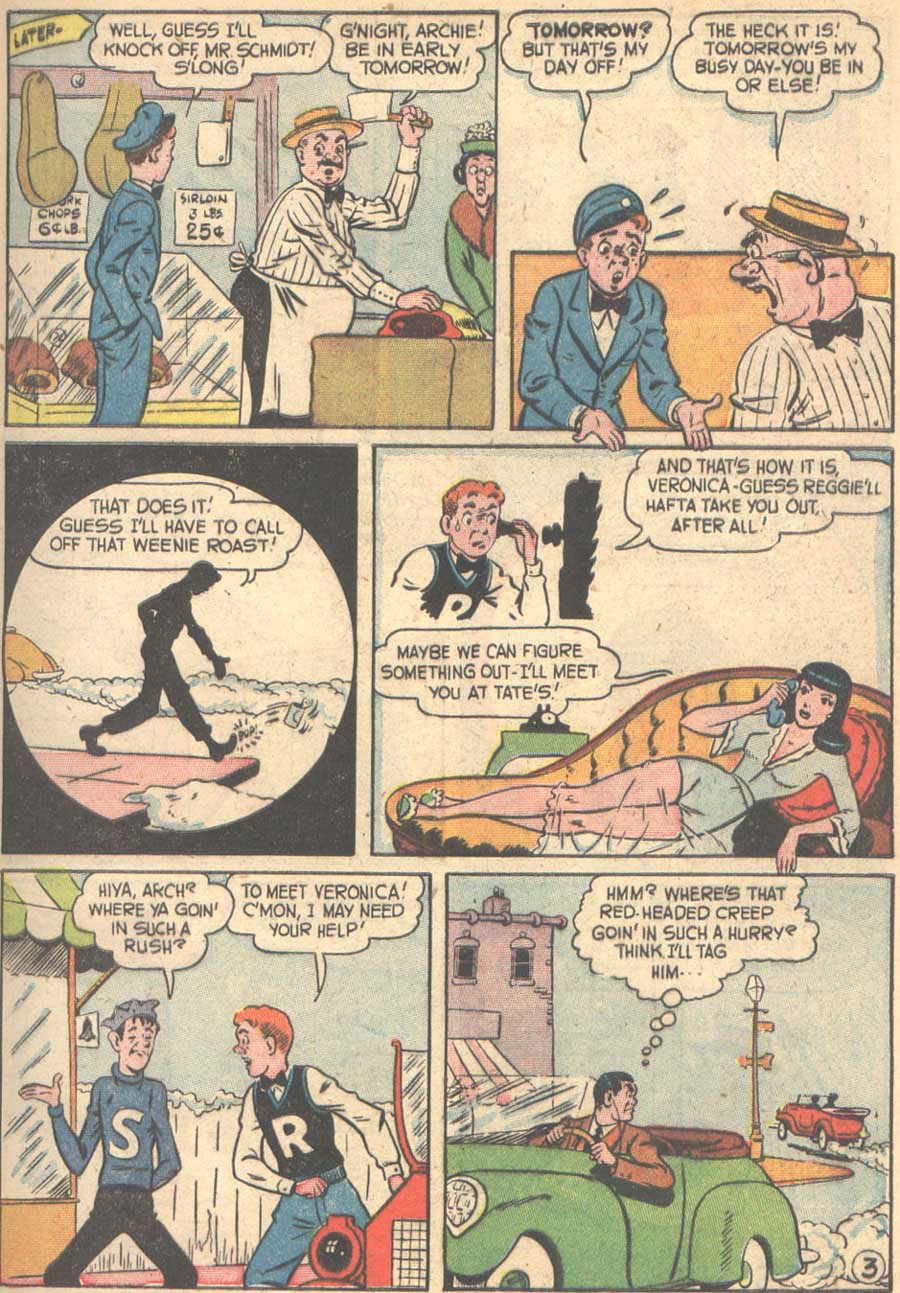 LATER-
WELL, GUESS I'LL
KNOCK OFF, MR SCHMIDT!
S'LONG!
G'NIGHT, ARCHIE!
BE IN EARLY
TOMORROW!
CHOPS
6¢ LB.
SIRLOIN
3 LBS
25¢
TOMORROW?
BUT THAT'S MY
DAY OFF!
THE HECK IT IS!
TOMORROW'S MY
BUSY DAY-YOU BE IN
OR ELSE!
THAT DOES IT!
GUESS I'LL HAVE TO CALL
OFF THAT WEENIE ROAST!
POP!
AND THAT'S HOW IT IS,
VERONICA-GUESS REGGIE'LL
HAFTA TAKE YOU OUT,
AFTER ALL!
R
MAYBE WE CAN FIGURE
SOMETHING OUT-I'LL MEET
YOU AT TATE'S!
HIYA, ARCH?
WHERE YA GOIN'
IN SUCH A
RUSH?
TO MEET VERONICA!
C'MON, I MAY NEED
YOUR HELP!
S
R
HMM? WHERE'S THAT
RED-HEADED CREEP
GOIN' IN SUCH A HURRY?
THINK I'LL TAG
HIM...
3